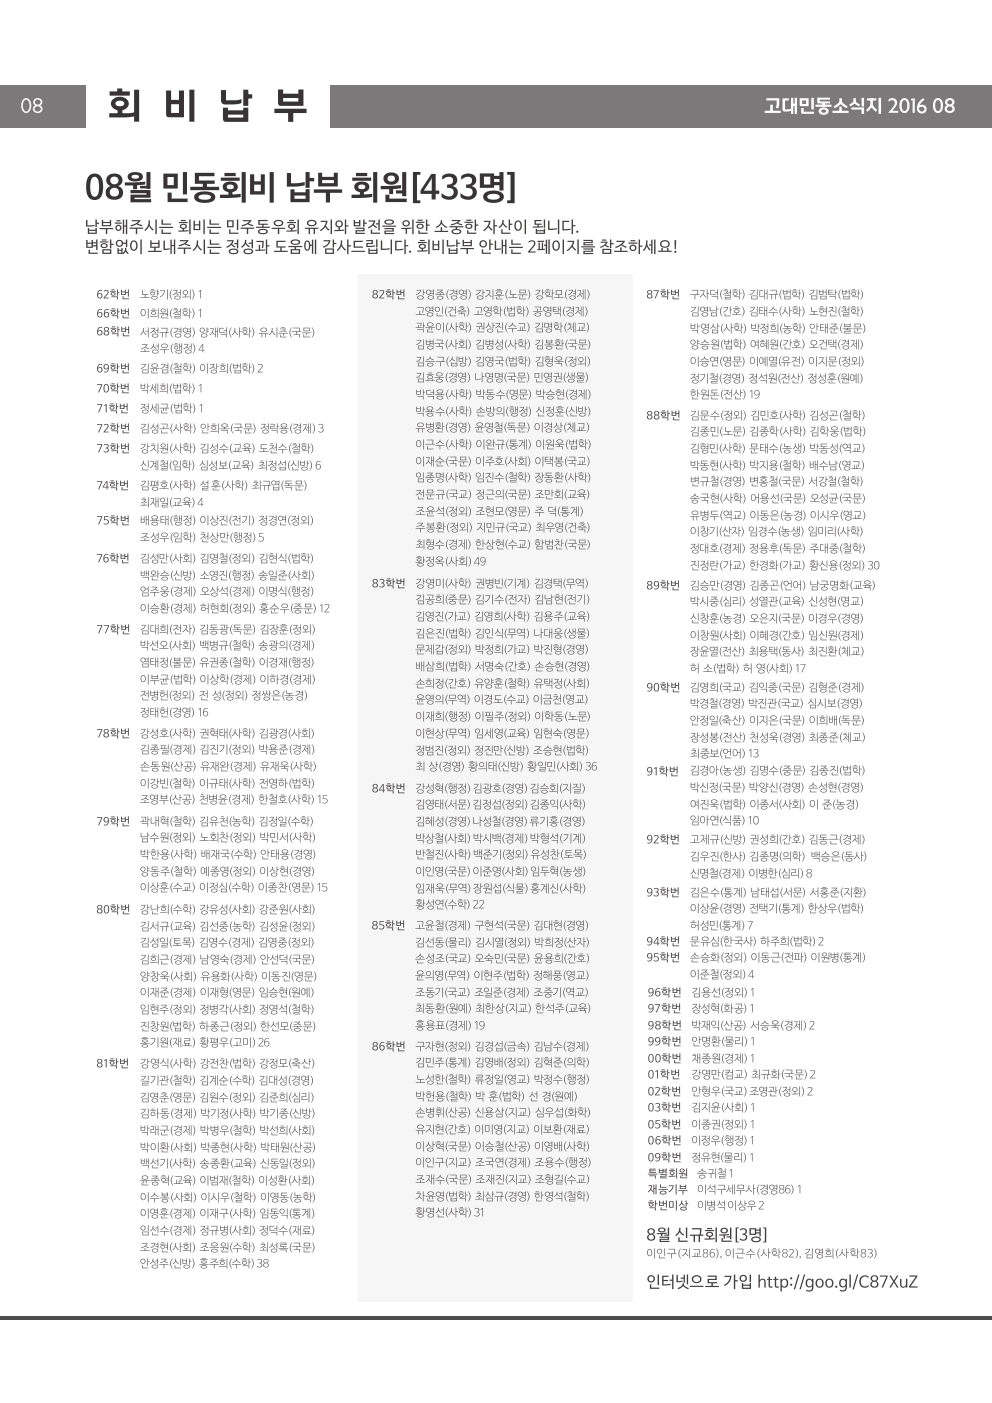 08
회 비 납 부
고대민동소식지 2016 08
08월 민동회비 납부 회원[433명]
납부해주시는 회비는 민주동우회 유지와 발전을 위한 소중한 자산이 됩니다.
변함없이 보내주시는 정성과 도움에 감사드립니다. 회비납부 안내는 2페이지를 참조하세요!
62학번 노향기(정외) 1
66학번 이희원(철학) 1
68학번 서정규(경영) 양재덕(사학) 유시춘(국문)
조성우(행정) 4
69학번 김윤겸(철학) 이장희(법학) 2
70학번 박세희(법학) 1
71학번 정세균(법학) 1
72학번 김성곤(사학) 안희옥(국문) 정락용(경제) 3
73학번 강치원(사학) 김성수(교육) 도천수(철학)
신계철(임학) 심성보(교육) 최정섭(신방) 6
74학번 김평호(사학) 설 훈(사학) 최규엽(독문)
최재일(교육) 4
75학번 배용태(행정) 이상진(전기) 정경연(정외)
조성우(임학) 천상만(행정) 5
76학번 김성만(사회) 김영철(정외) 김현식(법학)
백완승(신방) 소영진(행정) 송일준(사회)
엄주웅(경제) 오상석(경제) 이명식(행정)
이승환(경제) 허현회(정외) 홍순우(중문) 12
77학번 김대희(전자) 김동광(독문) 김장훈(정외)
박선오(사회) 백병규(철학) 송광의(경제)
염태정(불문) 유권종(철학) 이경재(행정)
이부균(법학) 이상학(경제) 이하경(경제)
전병헌(정외) 전 성(정외) 정쌍은(농경)
정태헌(경영) 16
78학번 강성호(사학) 권혁태(사학) 김광경(사회)
김종필(경제) 김진기(정외) 박용준(경제)
손동원(산공) 유재완(경제) 유재욱(사학)
이강빈(철학) 이규태(사학) 전영하(법학)
조영부(산공) 천병윤(경제) 한철호(사학) 15
79학번 곽내혁(철학) 김유천(농학) 김정일(수학)
남수원(정외) 노회찬(정외) 박민서(사학)
박한용(사학) 배재국(수학) 안태용(경영)
양동주(철학) 예종영(정외) 이상헌(경영)
이상훈(수교) 이정심(수학) 이종찬(영문) 15
80학번 강난희(수학) 강유성(사회) 강준원(사회)
김서규(교육) 김선중(농학) 김성윤(정외)
김성일(토목) 김영수(경제) 김영중(정외)
김희근(경제) 남영숙(경제) 안선덕(국문)
양창욱(사회) 유용화(사학) 이동진(영문)
이재준(경제) 이재형(영문) 임승현(원예)
임헌주(정외) 정병각(사회) 정영석(철학)
진창원(법학) 하종근(정외) 한선모(중문)
홍기원(재료) 황평우(고미) 26
81학번 강영식(사학) 강전찬(법학) 강정모(축산)
길기관(철학) 김계순(수학) 김대성(경영)
김영춘(영문) 김원수(정외) 김준희(심리)
김하동(경제) 박기정(사학) 박기종(신방)
박래군(경제) 박병우(철학) 박선희(사회)
박이환(사회) 박종현(사학) 박태원(산공)
백선기(사학) 송종환(교육) 신동일(정외)
윤종혁(교육) 이범재(철학) 이성환(사회)
이수봉(사회) 이시우(철학) 이영동(농학)
이영훈(경제) 이재구(사학) 임동익(통계)
임선수(경제) 정규병(사회) 정덕수(재료)
조경현(사회) 조응원(수학) 최성록(국문)
안성주(신방) 홍주희(수학) 38
82학번 강영종(경영) 강지훈(노문) 강학모(경제)
고영인(건축) 고영학(법학) 공영택(경제)
곽윤이(사학) 권상진(수교) 김명학(체교)
김병국(사회) 김병성(사학) 김봉환(국문)
김승구(십방) 김영국(법학) 김형욱(정외)
김효웅(경영) 나영명(국문) 민영권(생물)
박덕용(사학) 박동수(영문) 박승현(경제)
박용수(사학) 손방의(행정) 신정훈(신방)
유병환(경영) 윤영철(독문) 이경상(체교)
이근수(사학) 이완규(통계) 이원욱(법학)
이재순(국문) 이주호(사회) 이택봉(국교)
임종명(사학) 임진수(철학) 장동환(사학)
전문규(국교) 정근의(국문) 조만회(교육)
조윤석(정외) 조현모(영문) 주 덕(통계)
주봉환(정외) 지민규(국교) 최우영(건축)
최형수(경제) 한상현(수교) 함범찬(국문)
황정옥(사회) 49
83학번 강영미(사학) 권병빈(기계) 김경택(무역)
김공희(중문) 김기수(전자) 김남현(전기)
김영진(가교) 김영희(사학) 김용주(교육)
김은진(법학) 김인식(무역) 나대웅(생물)
문제갑(정외) 박정희(가교) 박진형(경영)
배삼희(법학) 서명숙(간호) 손승현(경영)
손희정(간호) 유양훈(철학) 유택정(사회)
윤영의(무역) 이경도(수교) 이금천(영교)
이재희(행정) 이필주(정외) 이학동(노문)
이현상(무역) 임세영(교육) 임현숙(영문)
정범진(정외) 정진만(신방) 조승현(법학)
최 상(경영) 황의태(신방) 황일민(사회) 36
84학번 강성혁(행정) 김광호(경영) 김승회(지질)
김영태(서문) 김정섭(정외) 김종익(사학)
김혜성(경영) 나성철(경영) 류기홍(경영)
박상철(사회) 박시백(경제) 박형석(기계)
반철진(사학) 백준기(정외) 유성찬(토목)
이인영(국문) 이준영(사회) 임두혁(농생)
임재욱(무역) 장원섭(식물) 홍계신(사학)
황성연(수학) 22
85학번 고윤철(경제) 구현석(국문) 김대현(경영)
김선동(물리) 김시열(정외) 박희정(산자)
손성조(국교) 오숙민(국문) 윤용희(간호)
윤의영(무역) 이현주(법학) 정해풍(영교)
조동기(국교) 조일준(경제) 조중기(역교)
최동환(원예) 최한상(지교) 한석주(교육)
홍용표(경제) 19
86학번 구자현(정외) 김경섭(금속) 김남수(경제)
김민주(통계) 김영배(정외) 김혁준(의학)
노성한(철학) 류정일(영교) 박정수(행정)
박헌용(철학) 박 훈(법학) 선 경(원예)
손병휘(산공) 신용삼(지교) 심우섭(화학)
유지현(간호) 이미영(지교) 이보환(재료)
이상혁(국문) 이승철(산공) 이영배(사학)
이인구(지교) 조국연(경제) 조용수(행정)
조재수(국문) 조재진(지교) 조형길(수교)
차윤영(법학) 최삼규(경영) 한영석(철학)
황영선(사학) 31
87학번 구자덕(철학) 김대규(법학) 김범탁(법학)
김영남(간호) 김태수(사학) 노현진(철학)
박영삼(사학) 박정희(농학) 안태준(불문)
양승원(법학) 여혜원(간호) 오건택(경제)
이승연(영문) 이예열(유전) 이지문(정외)
정기철(경영) 정석원(전산) 정성훈(원예)
한원돈(전산) 19
88학번 김문수(정외) 김민호(사학) 김성곤(철학)
김종민(노문) 김종학(사학) 김학웅(법학)
김형민(사학) 문태수(농생) 박동성(역교)
박동현(사학) 박지용(철학) 배수남(영교)
변규철(경영) 변홍철(국문) 서강철(철학)
송국현(사학) 어용선(국문) 오성균(국문)
유병두(역교) 이동은(농경) 이시우(영교)
이창기(산자) 임경수(농생) 임미리(사학)
정대호(경제) 정용후(독문) 주대중(철학)
진정란(가교) 한경화(가교) 황신용(정외) 30
89학번 김승만(경영) 김종곤(언어) 남궁명화(교육)
박시중(심리) 성열관(교육) 신성현(영교)
신창훈(농경) 오은지(국문) 이경우(경영)
이창원(사회) 이혜경(간호) 임신원(경제)
장윤열(전산) 최용택(동사) 최진환(체교)
허 소(법학) 허 영(사회) 17
90학번 김영희(국교) 김익중(국문) 김형준(경제)
박경철(경영) 박진관(국교) 심시보(경영)
안정일(축산) 이지은(국문) 이희배(독문)
장성봉(전산) 천성욱(경영) 최종준(체교)
최중보(언어) 13
91학번 김경아(농생) 김명수(중문) 김종진(법학)
박신정(국문) 박양신(경영) 손성현(경영)
여진욱(법학) 이종서(사회) 이 준(농경)
임아연(식품) 10
92학번 고제규(신방) 권성희(간호) 김동근(경제)
김우진(한사) 김종명(의학) 백승은(동사)
신명철(경제) 이병한(심리) 8
93학번 김은수(통계) 남태섭(서문) 서홍준(지환)
이상윤(경영) 전택기(통계) 한상우(법학)
허성민(통계) 7
94학번 문유심(한국사) 하주희(법학) 2
95학번 손승화(정외) 이동근(전파) 이원병(통계)
이준철(정외) 4
96학번 김용선(정외) 1
97학번 장성혁(화공) 1
98학번 박재익(산공) 서승욱(경제) 2
99학번 안명환(물리) 1
00학번 채종원(경제) 1
01학번 강영만(컴교) 최규화(국문) 2
02학번 안형우(국교) 조영관(정외) 2
03학번 김지윤(사회) 1
05학번 이종권(정외) 1
06학번 이정우(행정) 1
09학번 정유현(물리) 1
특별회원 송귀철 1
재능기부 이석구세무사(경영86) 1
학번미상 이병석 이상우 2
8월 신규회원[3명]
이인구(지교86), 이근수(사학82), 김영희(사학83)
인터넷으로 가입 http://goo.gl/C87XuZ